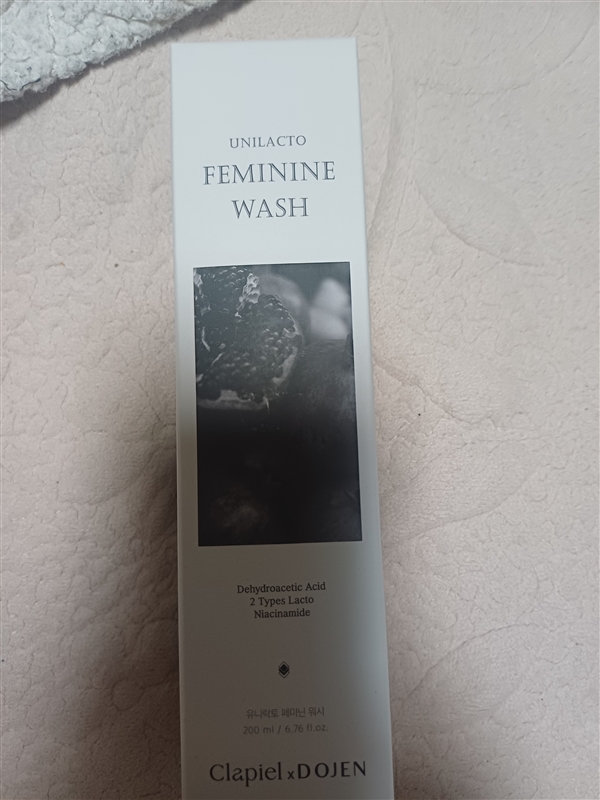 UNILACTO
FEMININE
WASH
Dehydroacetic Acid
2 Types Lacto
Niacinamide
유니락토 페미닌 워시
200 ml / 6.76 fl.oz.
Clapiel x DOJEN